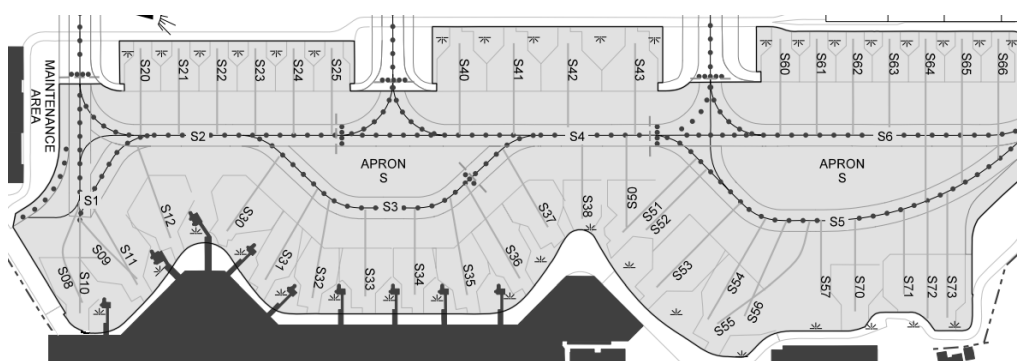 MAINTENANCE
AREA
S20
S21
S22
S23
S24
S25
S40
S41
S42
S43
S60
S61
S62
S63
S64
S65
S66
S2
S4
S6
APRON
S
APRON
S
S1
S3
S5
S08
S09
S10
S11
S12
S30
S31
S32
S33
S34
S35
S36
S37
S38
S50
S51
S52
S53
S54
S55
S56
S57
S70
S71
S72
S73